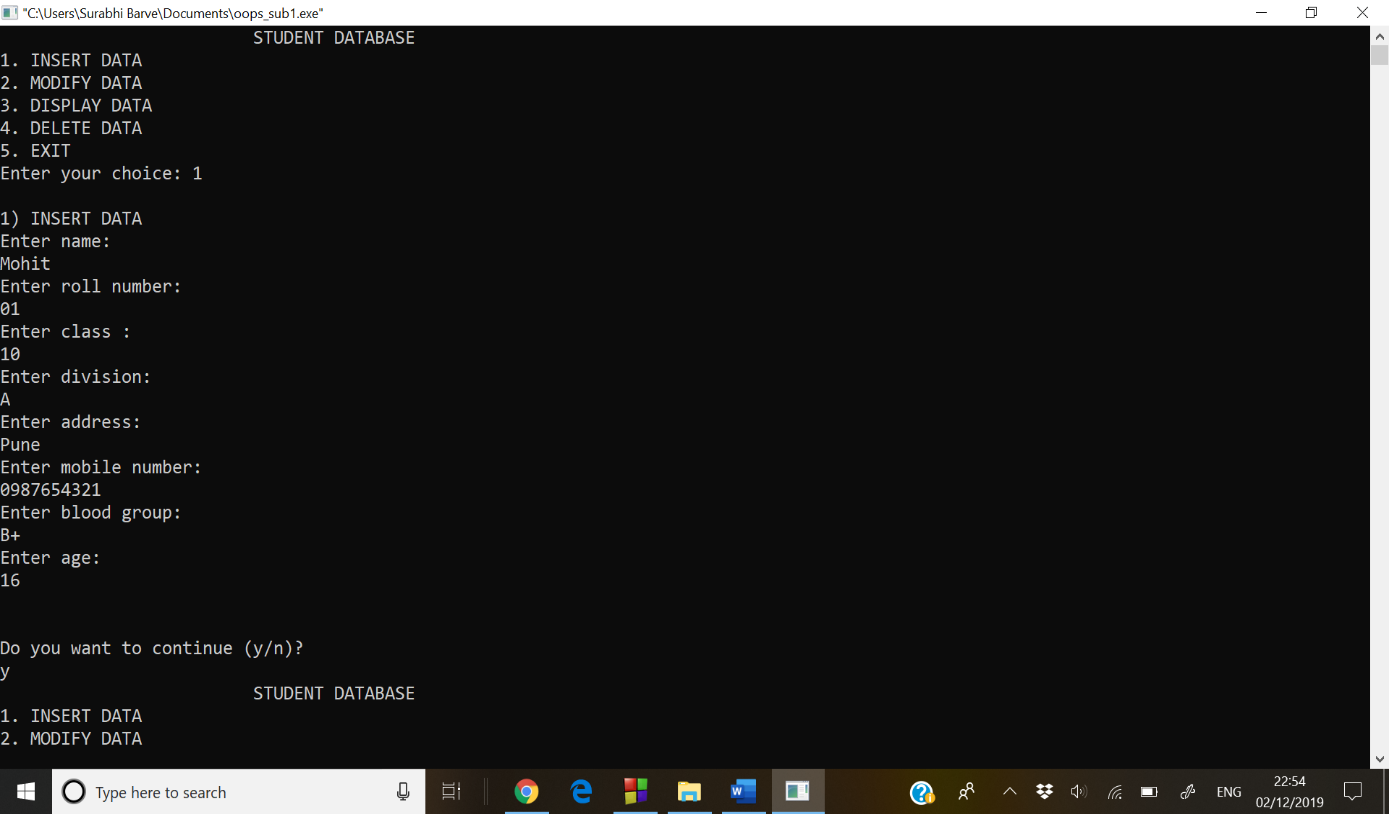 "C:\Users\Surabhi Barve\Documents\oops_sub1.exe"
STUDENT DATABASE
1. INSERT DATA
2. MODIFY DATA
3. DISPLAY DATA
4. DELETE DATA
5. EXIT
Enter your choice: 1
1) INSERT DATA
Enter name:
Mohit
Enter roll number:
01
Enter class :
10
Enter division:
A
Enter address:
Pune
Enter mobile number:
0987654321
Enter blood group:
B+
Enter age:
16
Do you want to continue (y/n)?
y
STUDENT DATABASE
1. INSERT DATA
2. MODIFY DATA
Type here to search
ENG
22:54
02/12/2019